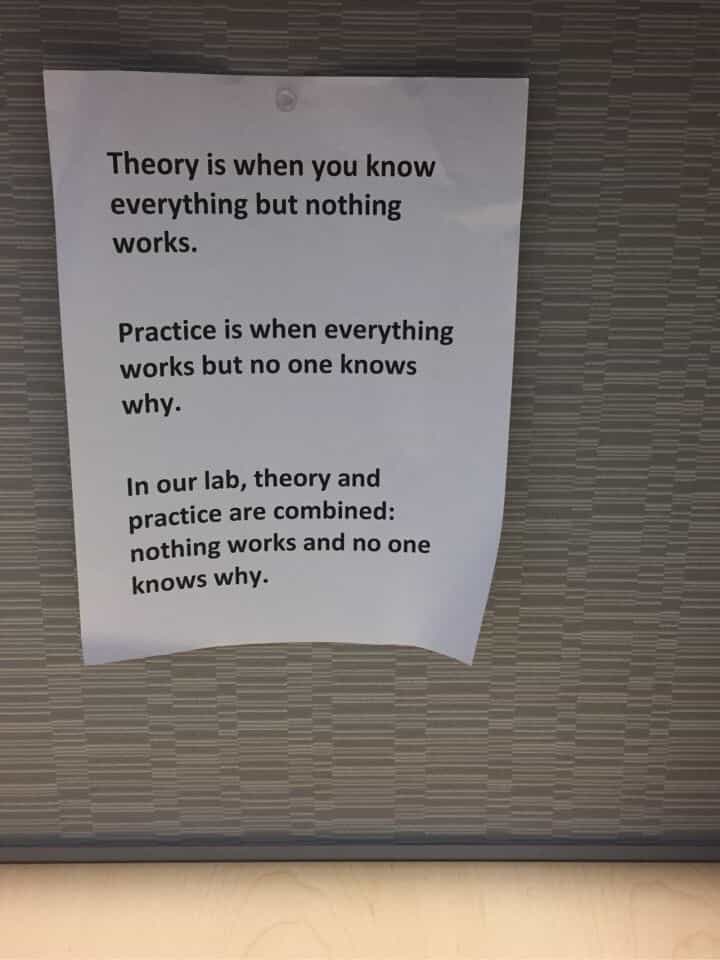 Theory is when you know
everything but nothing
works.
Practice is when everything
works but no one knows
why.
In our lab, theory and
practice are combined:
nothing works and no one
knows why.